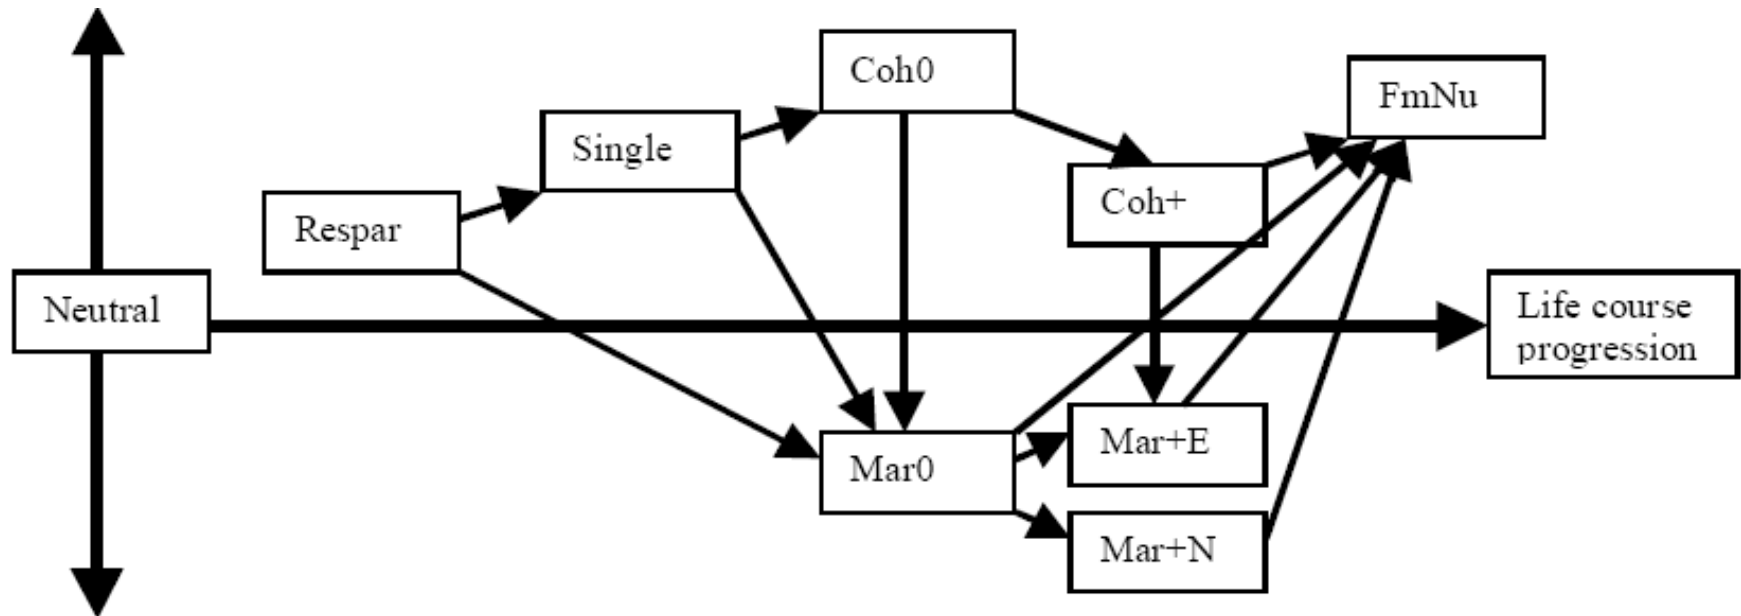 Coh0
FmNu
Single
Coh+
Respar
Neutral
Life course
progression
Mar+E
Mar0
Mar+N